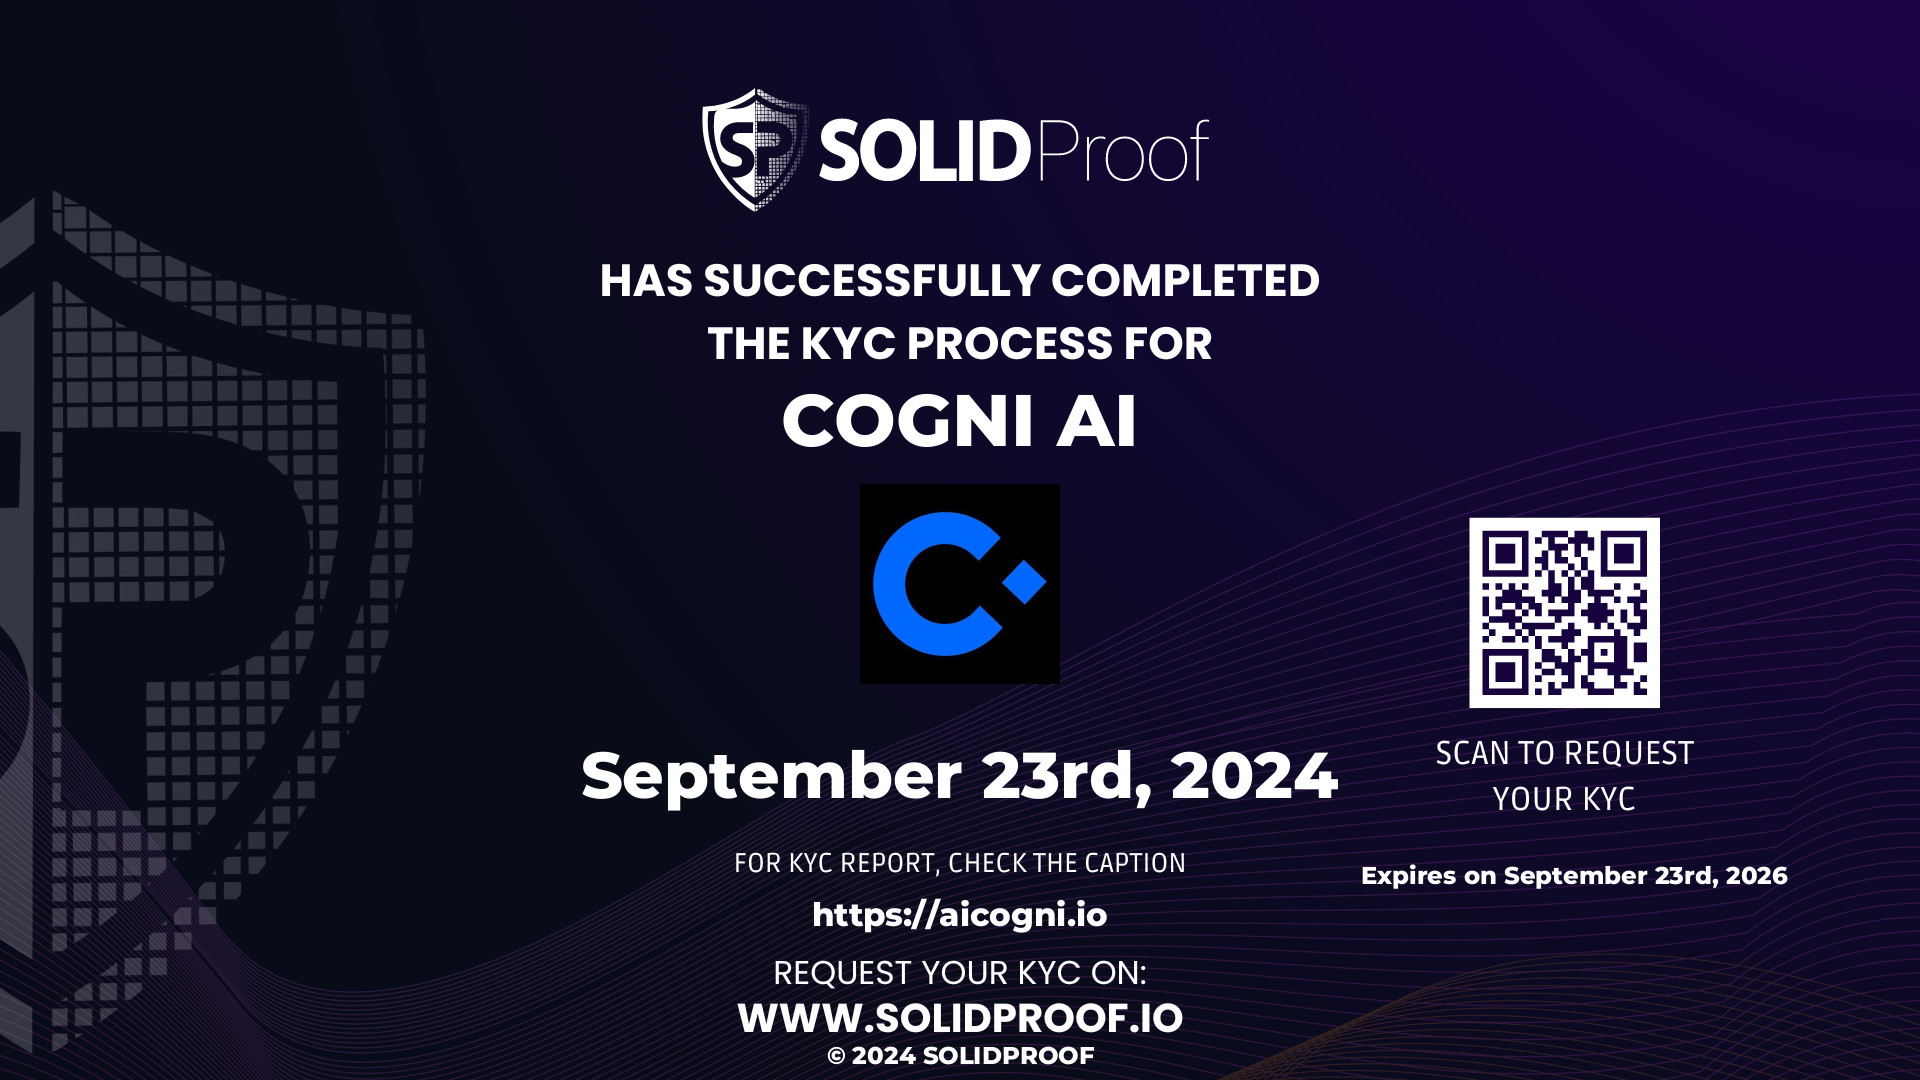 SP SOLIDProof
HAS SUCCESSFULLY COMPLETED
THE KYC PROCESS FOR
COGNI AI
September 23rd, 2024
FOR KYC REPORT, CHECK THE CAPTION
https://aicogni.io
REQUEST YOUR KYC ON:
WWW.SOLIDPROOF.IO
© 2024 SOLIDPROOF
SCAN TO REQUEST
YOUR KYC
Expires on September 23rd, 2026